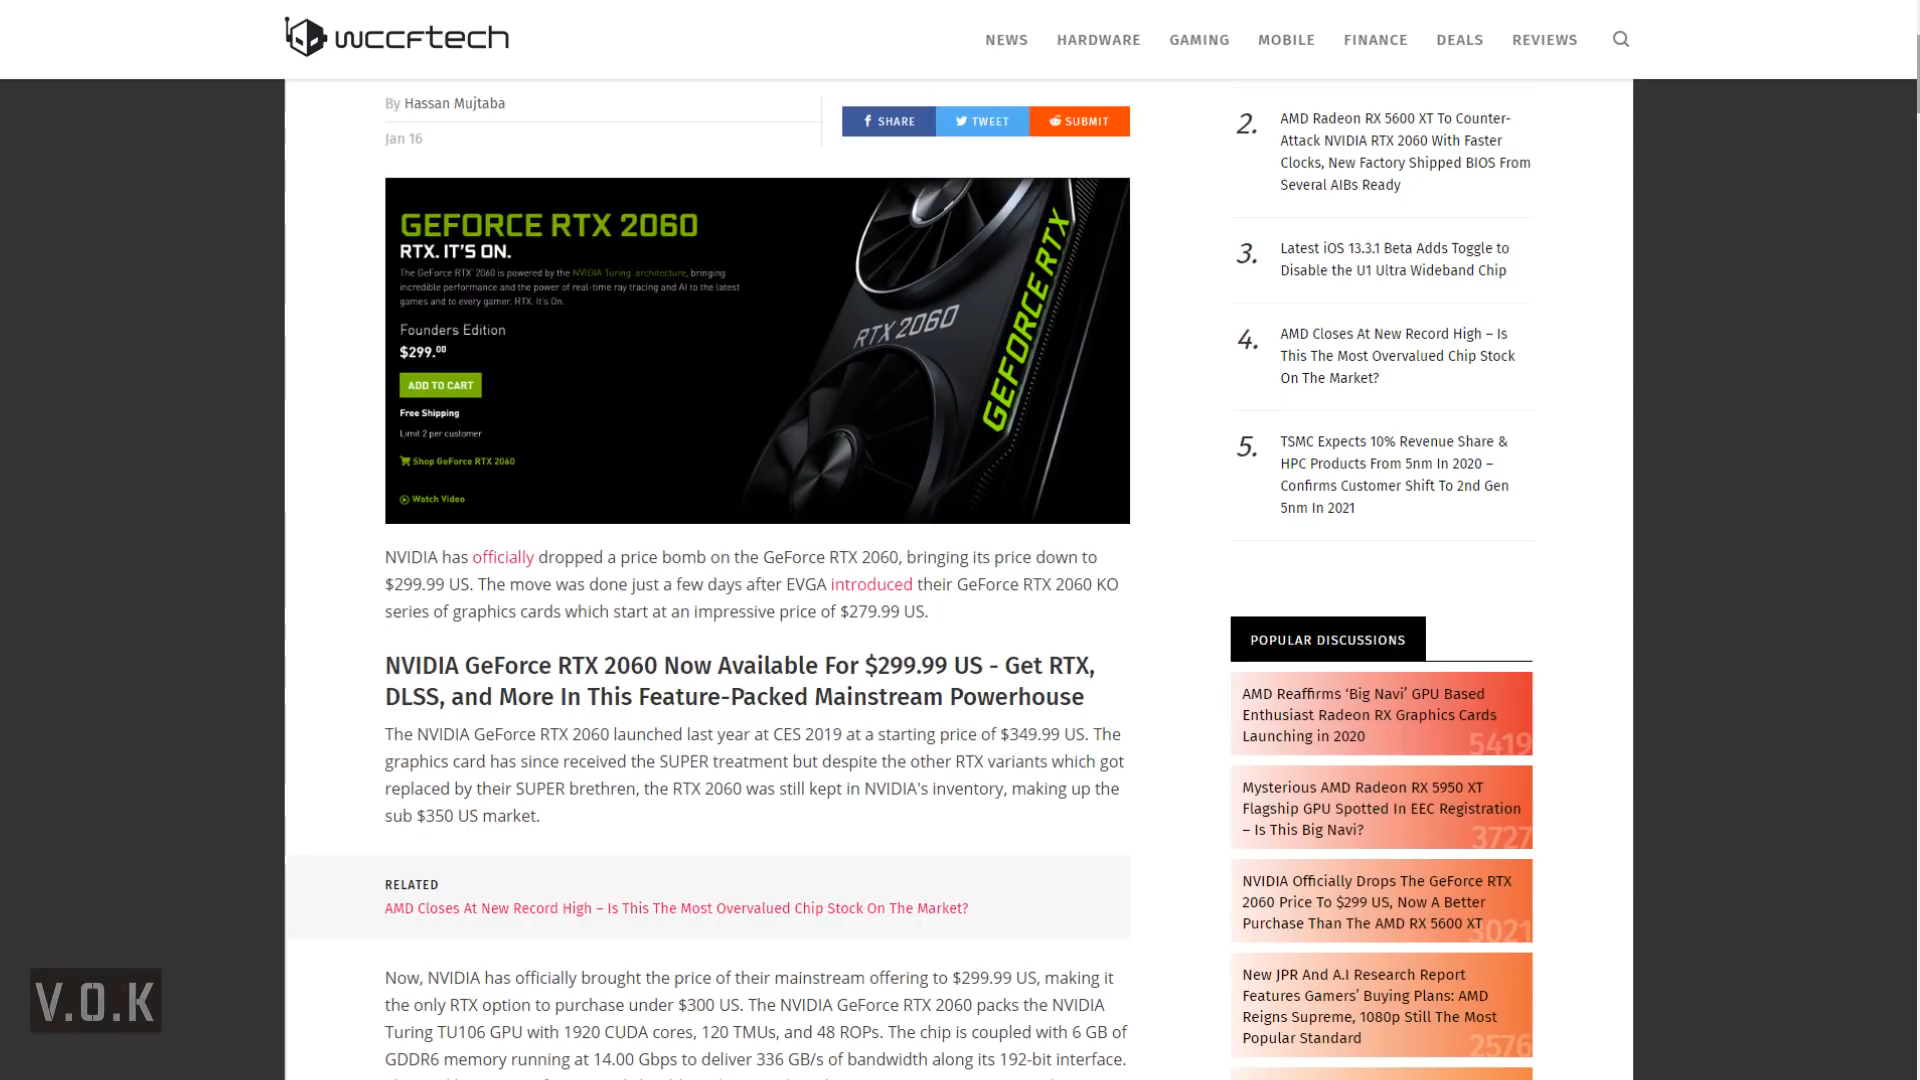 wccftech
NEWS HARDWARE GAMING MOBILE FINANCE DEALS REVIEWS
By Hassan Mujtaba
Jan 16
SHARE TWEET SUBMIT
GEFORCE RTX 2060
RTX. IT'S ON.
The GeForce RTX™ 2060 is powered by the NVIDIA Turing™ architecture, bringing
incredible performance and the power of real-time ray tracing and AI to the latest
games and to every gamer. RTX. It's On.
Founders Edition
$299.00
ADD TO CART
Free Shipping
Limit 2 per customer
Shop GeForce RTX 2060
Watch Video
RTX 2060
GEFORCE RTX
NVIDIA has officially dropped a price bomb on the GeForce RTX 2060, bringing its price down to
$299.99 US. The move was done just a few days after EVGA introduced their GeForce RTX 2060 KO
series of graphics cards which start at an impressive price of $279.99 US.
NVIDIA GeForce RTX 2060 Now Available For $299.99 US - Get RTX,
DLSS, and More In This Feature-Packed Mainstream Powerhouse
The NVIDIA GeForce RTX 2060 launched last year at CES 2019 at a starting price of $349.99 US. The
graphics card has since received the SUPER treatment but despite the other RTX variants which got
replaced by their SUPER brethren, the RTX 2060 was still kept in NVIDIA's inventory, making up the
sub $350 US market.
RELATED
AMD Closes At New Record High – Is This The Most Overvalued Chip Stock On The Market?
Now, NVIDIA has officially brought the price of their mainstream offering to $299.99 US, making it
the only RTX option to purchase under $300 US. The NVIDIA GeForce RTX 2060 packs the NVIDIA
Turing TU106 GPU with 1920 CUDA cores, 120 TMUs, and 48 ROPs. The chip is coupled with 6 GB of
GDDR6 memory running at 14.00 Gbps to deliver 336 GB/s of bandwidth along its 192-bit interface.
2. AMD Radeon RX 5600 XT To Counter-
Attack NVIDIA RTX 2060 With Faster
Clocks, New Factory Shipped BIOS From
Several AIBs Ready
3. Latest iOS 13.3.1 Beta Adds Toggle to
Disable the U1 Ultra Wideband Chip
4. AMD Closes At New Record High – Is
This The Most Overvalued Chip Stock
On The Market?
5. TSMC Expects 10% Revenue Share &
HPC Products From 5nm In 2020 –
Confirms Customer Shift To 2nd Gen
5nm In 2021
POPULAR DISCUSSIONS
AMD Reaffirms ‘Big Navi’ GPU Based
Enthusiast Radeon RX Graphics Cards
Launching in 2020
5419
Mysterious AMD Radeon RX 5950 XT
Flagship GPU Spotted In EEC Registration
– Is This Big Navi?
3727
NVIDIA Officially Drops The GeForce RTX
2060 Price To $299 US, Now A Better
Purchase Than The AMD RX 5600 XT
3021
New JPR And A.I Research Report
Features Gamers’ Buying Plans: AMD
Reigns Supreme, 1080p Still The Most
Popular Standard
2576
V.O.K